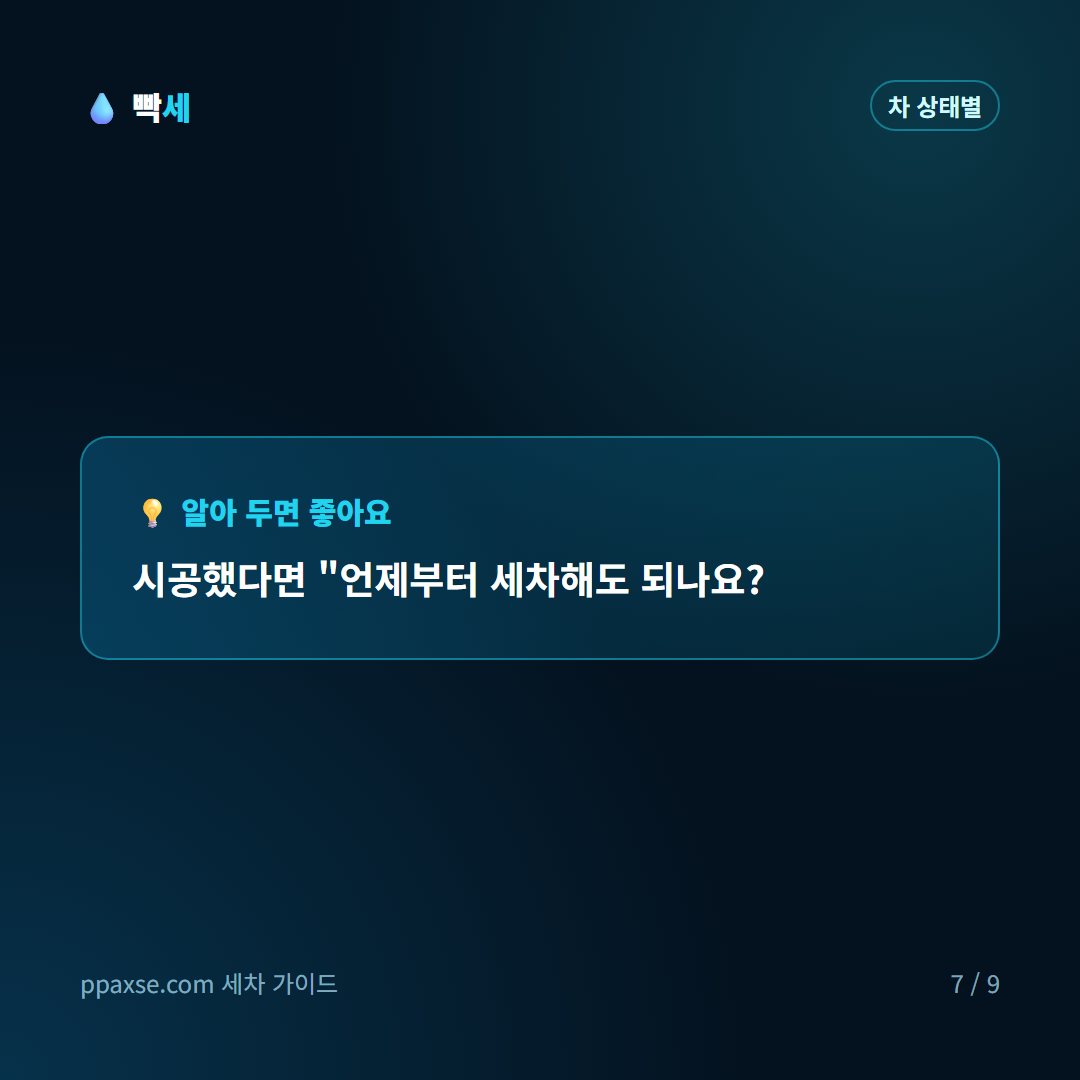 빡세
차 상태별
알아 두면 좋아요
시공했다면 "언제부터 세차해도 되나요?
ppaxse.com 세차 가이드
7 / 9